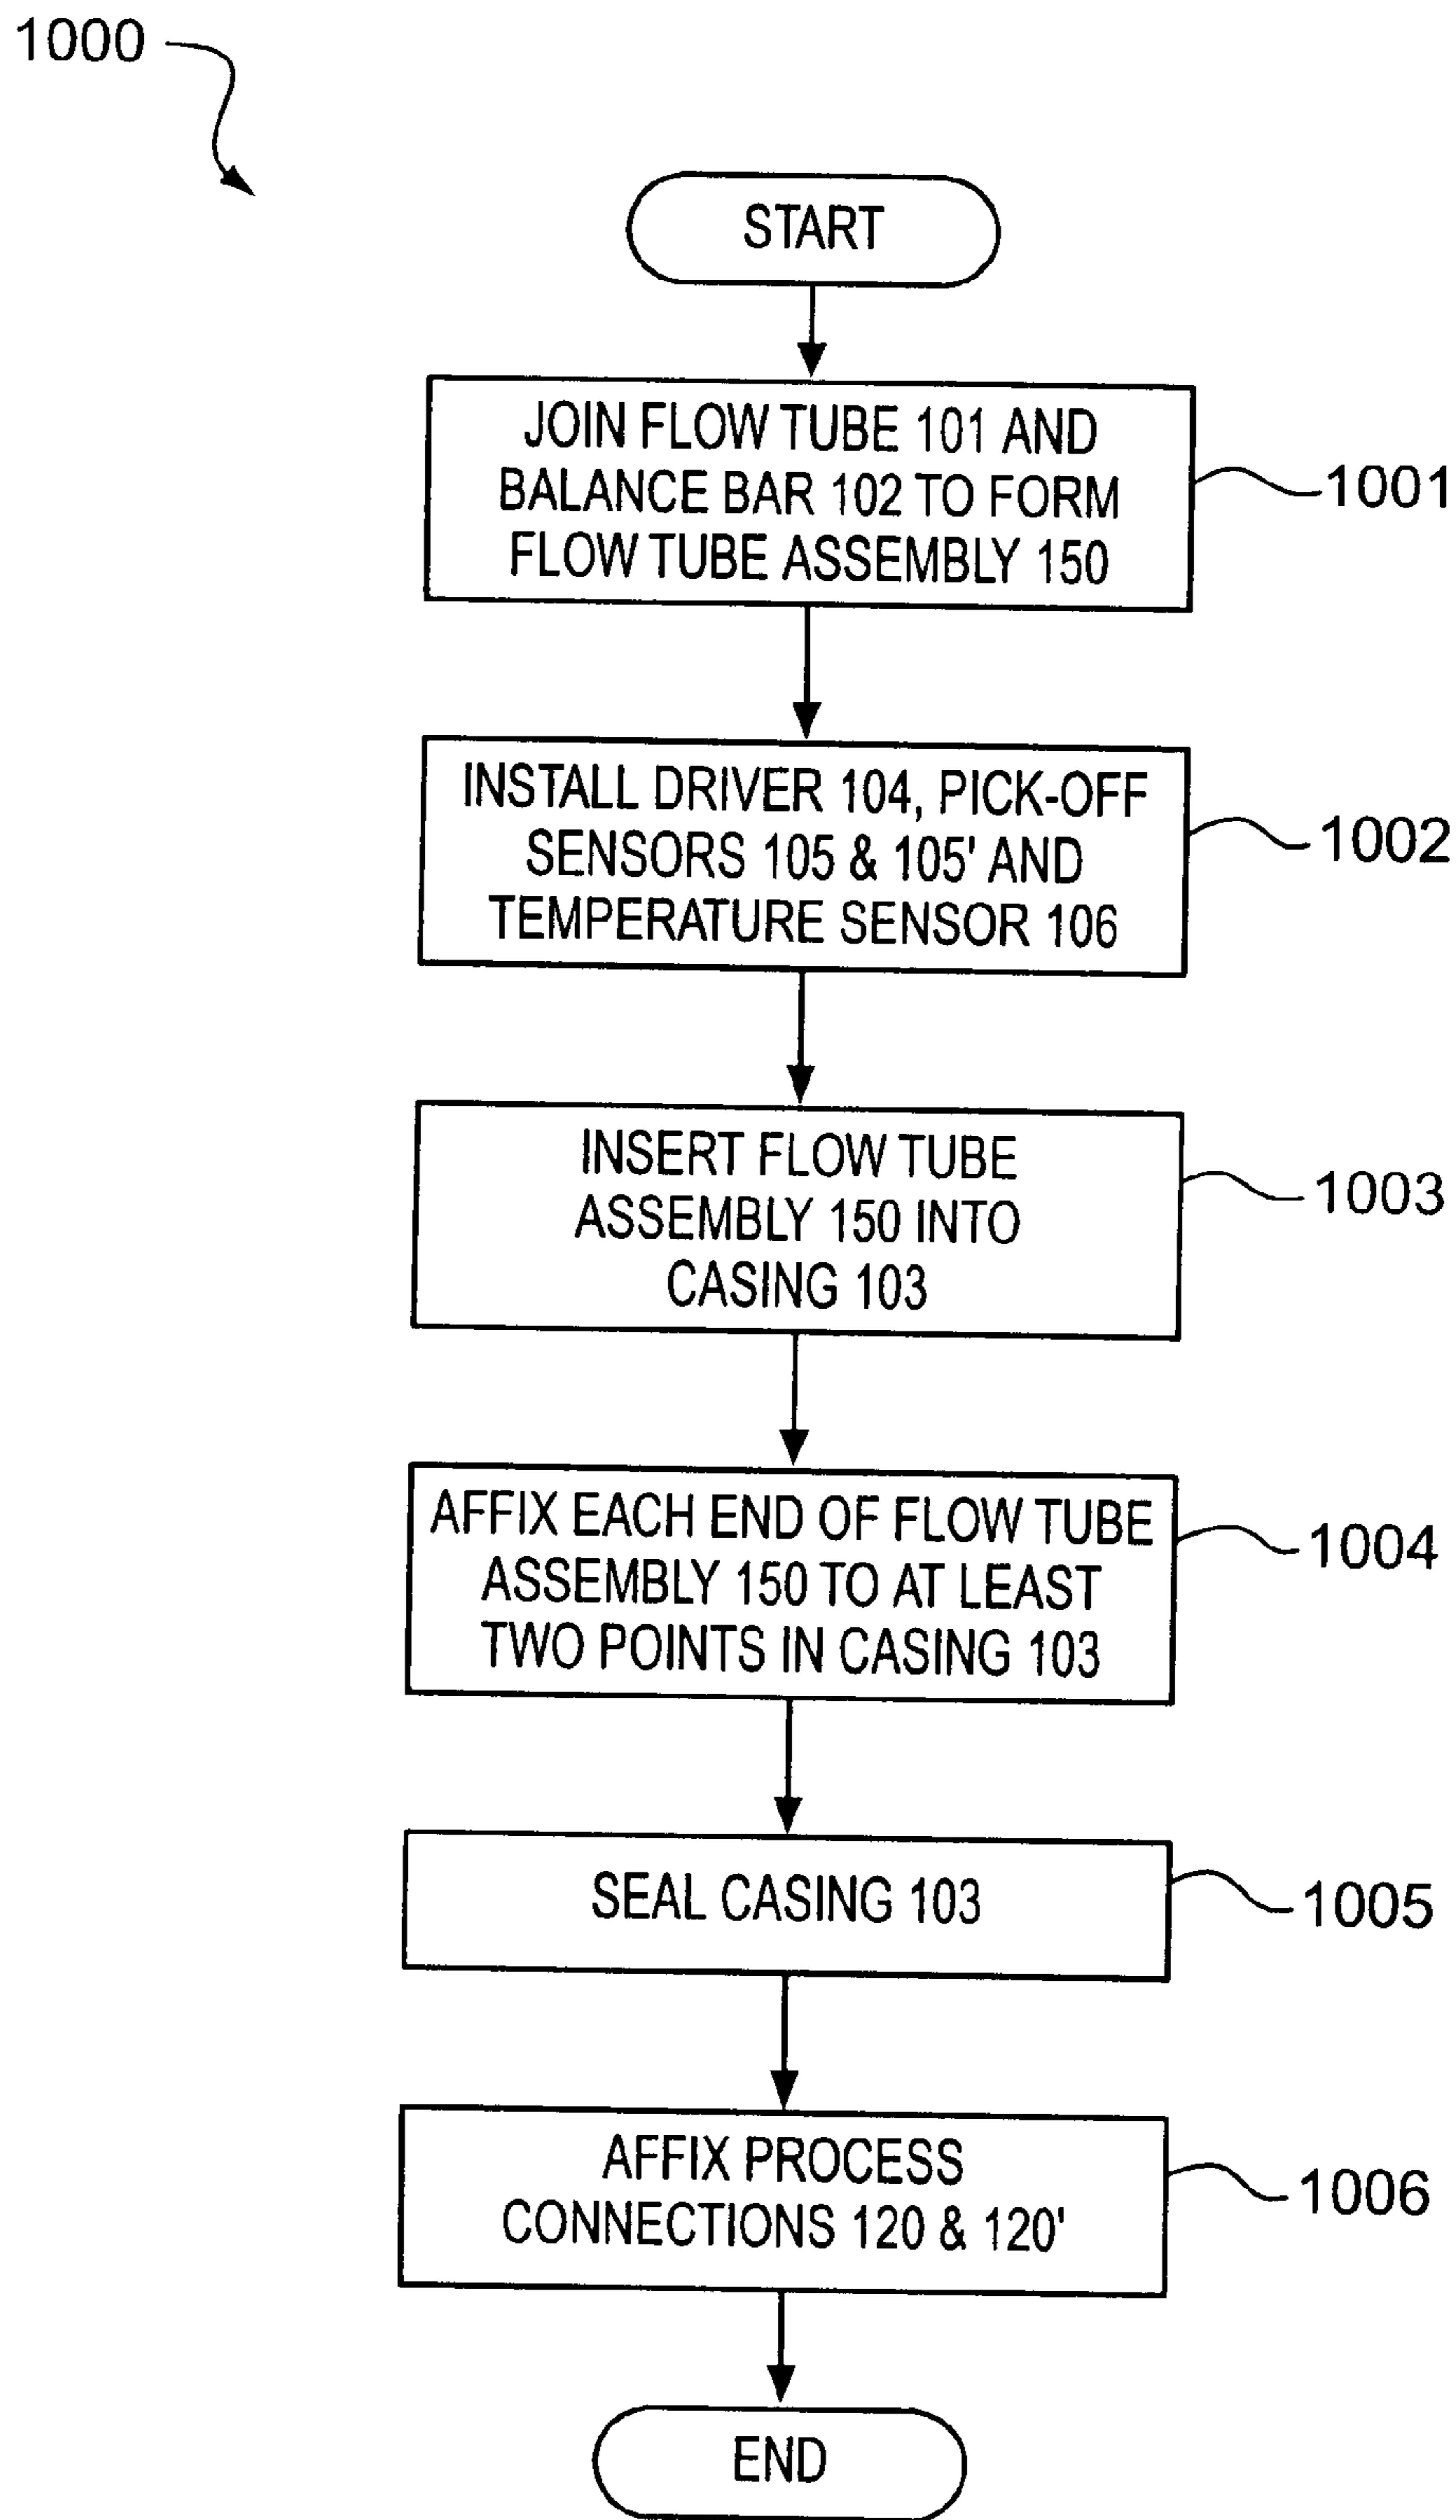 1000
START
JOIN FLOW TUBE 101 AND
BALANCE BAR 102 TO FORM
FLOW TUBE ASSEMBLY 150
1001
INSTALL DRIVER 104, PICK-OFF
SENSORS 105 & 105' AND
TEMPERATURE SENSOR 106
1002
INSERT FLOW TUBE
ASSEMBLY 150 INTO
CASING 103
1003
AFFIX EACH END OF FLOW TUBE
ASSEMBLY 150 TO AT LEAST
TWO POINTS IN CASING 103
1004
SEAL CASING 103
1005
AFFIX PROCESS
CONNECTIONS 120 & 120'
1006
END